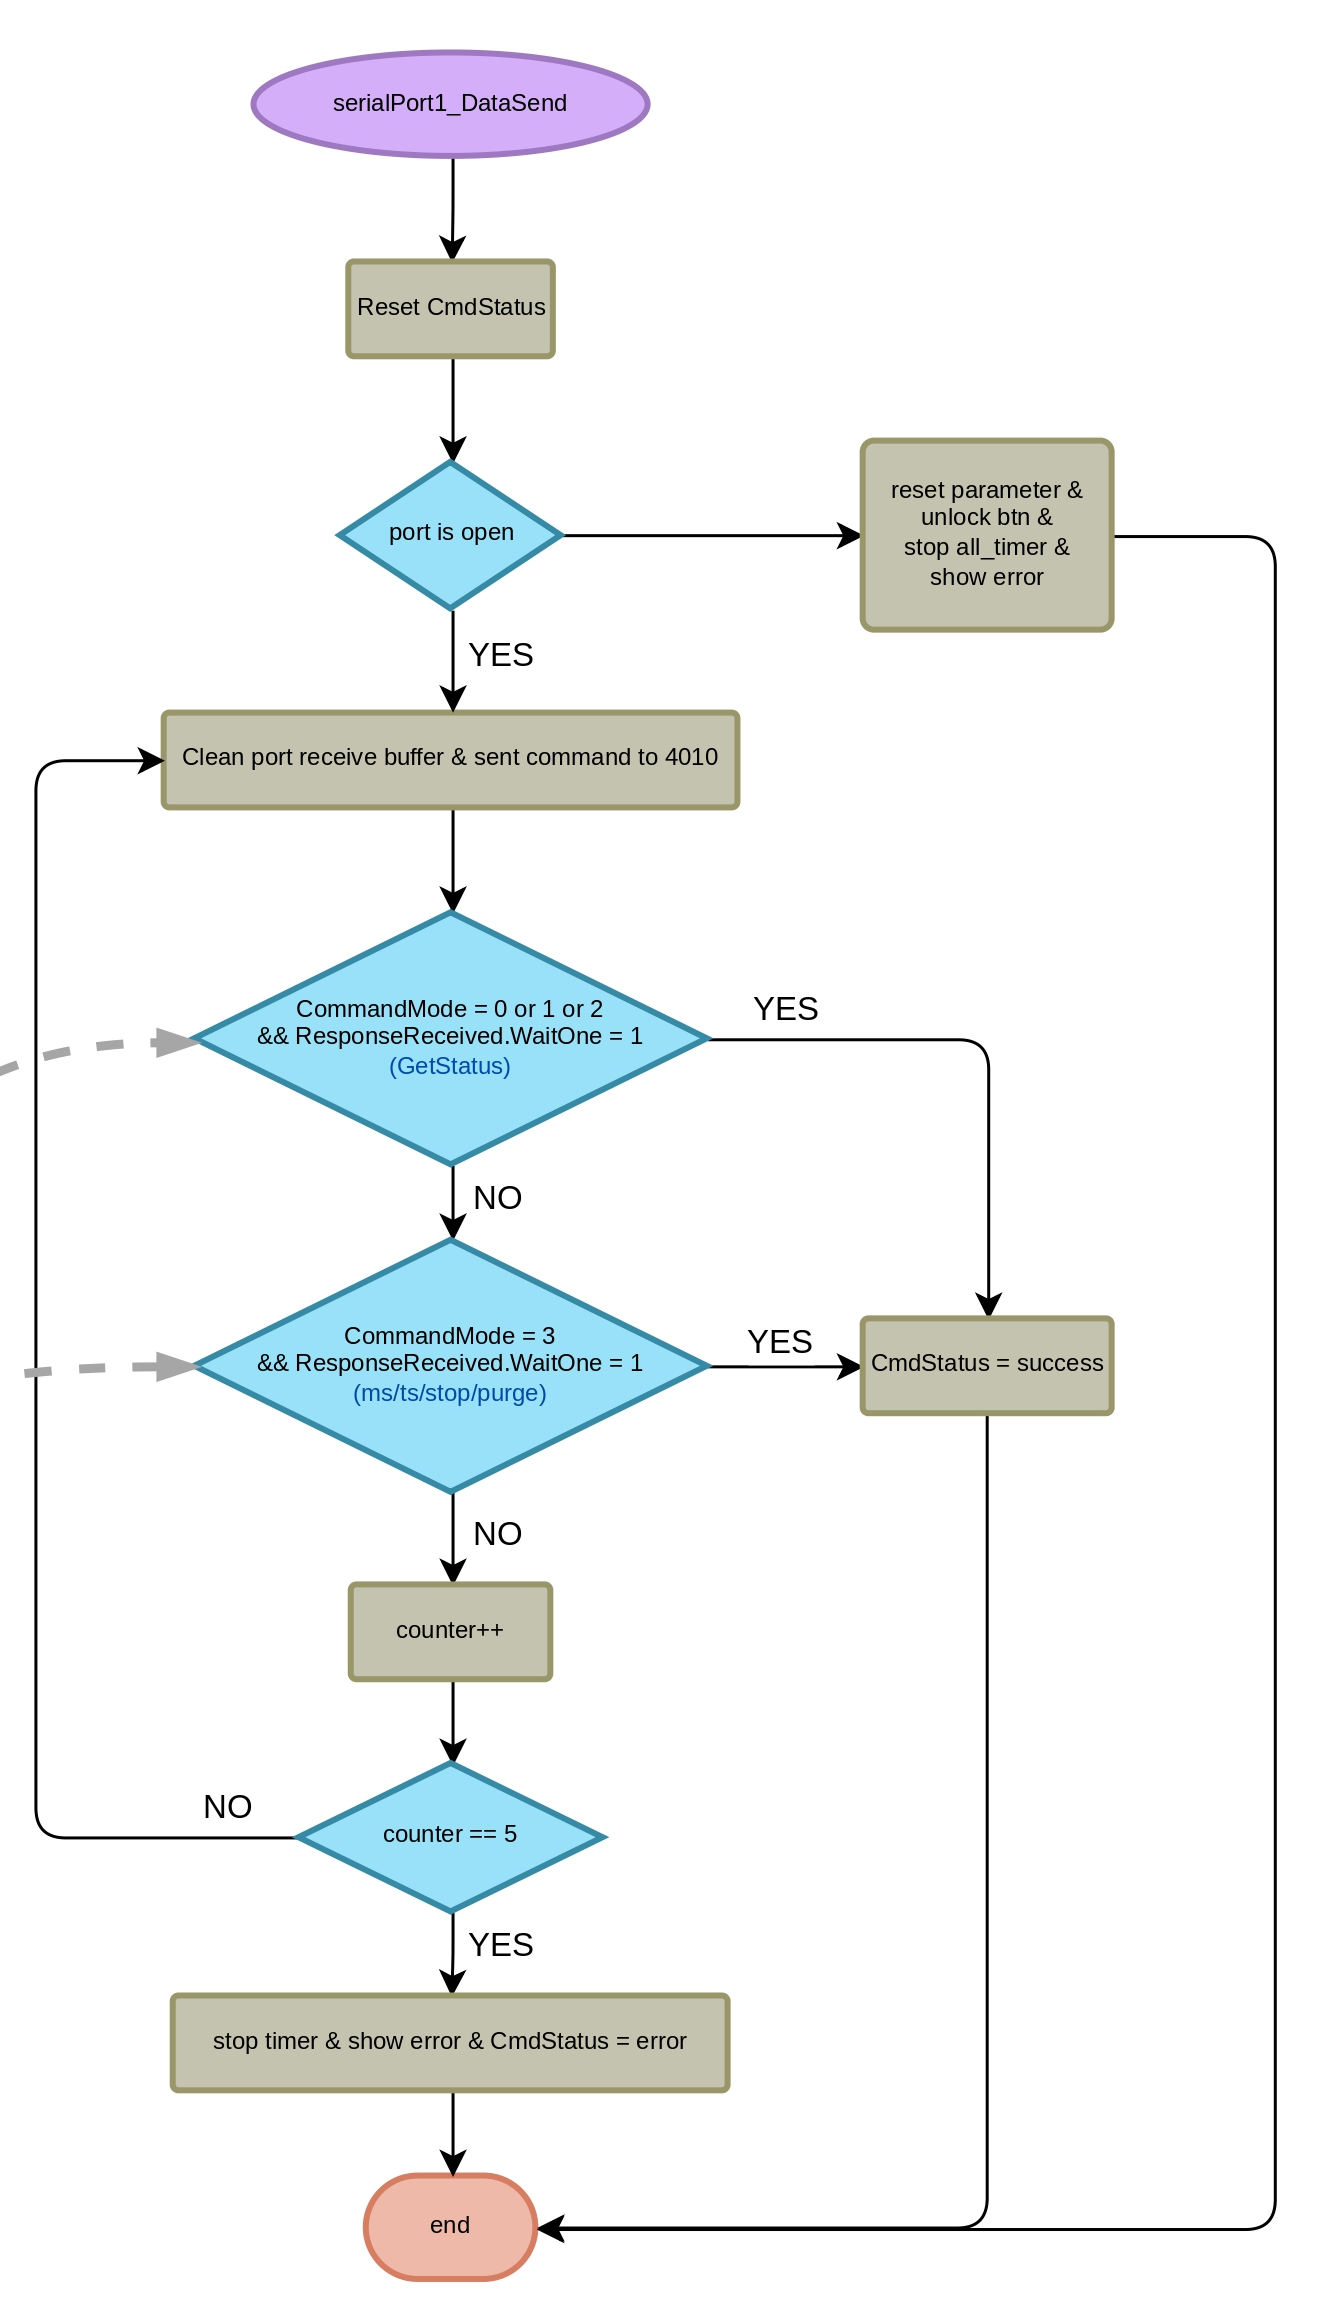 serialPort1_DataSend
Reset CmdStatus
port is open
reset parameter &
unlock btn &
stop all_timer &
show error
YES
Clean port receive buffer & sent command to 4010
CommandMode = 0 or 1 or 2
&& ResponseReceived.WaitOne = 1
(GetStatus)
YES
NO
CommandMode = 3
&& ResponseReceived.WaitOne = 1
(ms/ts/stop/purge)
YES
CmdStatus = success
NO
counter++
counter == 5
NO
YES
stop timer & show error & CmdStatus = error
end